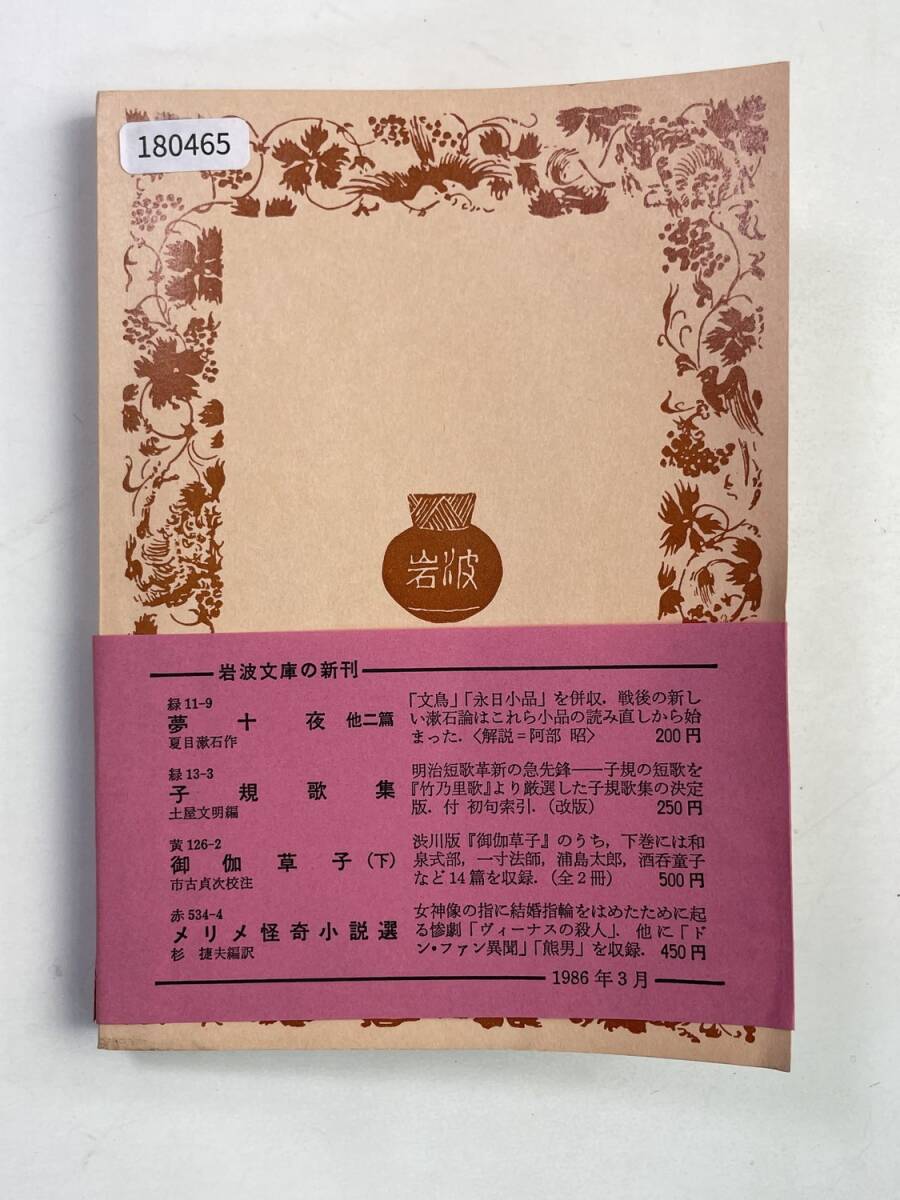 180465
岩波
岩波文庫の新刊
緑11-9
夢十夜 他二篇
夏目漱石作
「文鳥」「永日小品」を併収．戦後の新し
い漱石論はこれら小品の読み直しから始
まった．〈解説＝阿部 昭〉 200円
緑13-3
子規歌集
土屋文明編
明治短歌革新の急先鋒――子規の短歌を
『竹乃里歌』より厳選した子規歌集の決定
版．付 初句索引．（改版） 250円
黄126-2
御伽草子（下）
市古貞次校注
渋川版『御伽草子』のうち，下巻には和
泉式部，一寸法師，浦島太郎，酒呑童子
など14篇を収録．（全2冊） 500円
赤534-4
メリメ怪奇小説選
杉 捷夫編訳
女神像の指に結婚指輪をはめたために起
る惨劇「ヴィーナスの殺人」．他に「ド
ン・ファン異聞」「熊男」を収録．450円
1986年3月